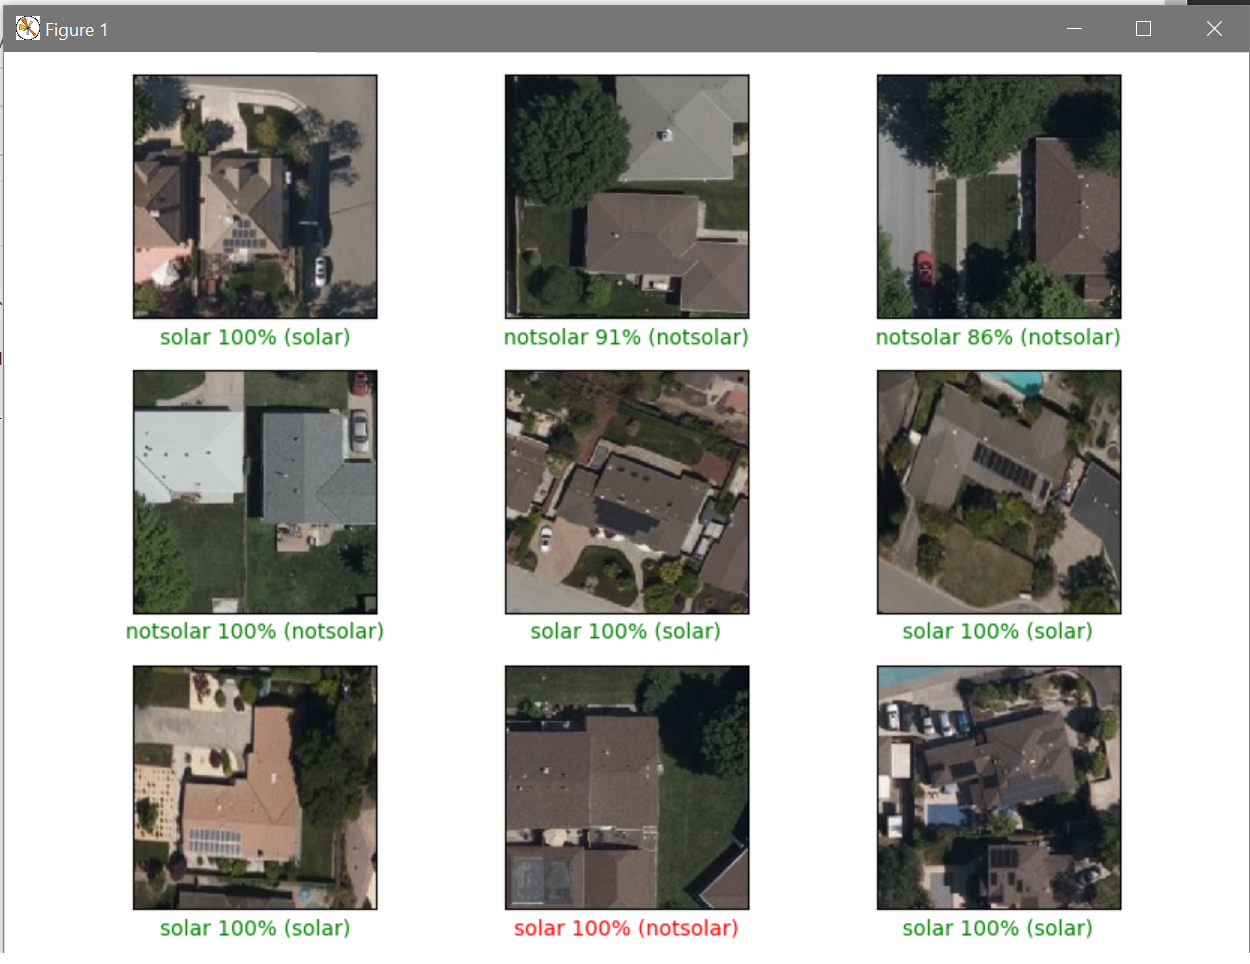 Figure 1
solar 100% (solar)
notsolar 91% (notsolar)
notsolar 86% (notsolar)
notsolar 100% (notsolar)
solar 100% (solar)
solar 100% (solar)
solar 100% (solar)
solar 100% (notsolar)
solar 100% (solar)